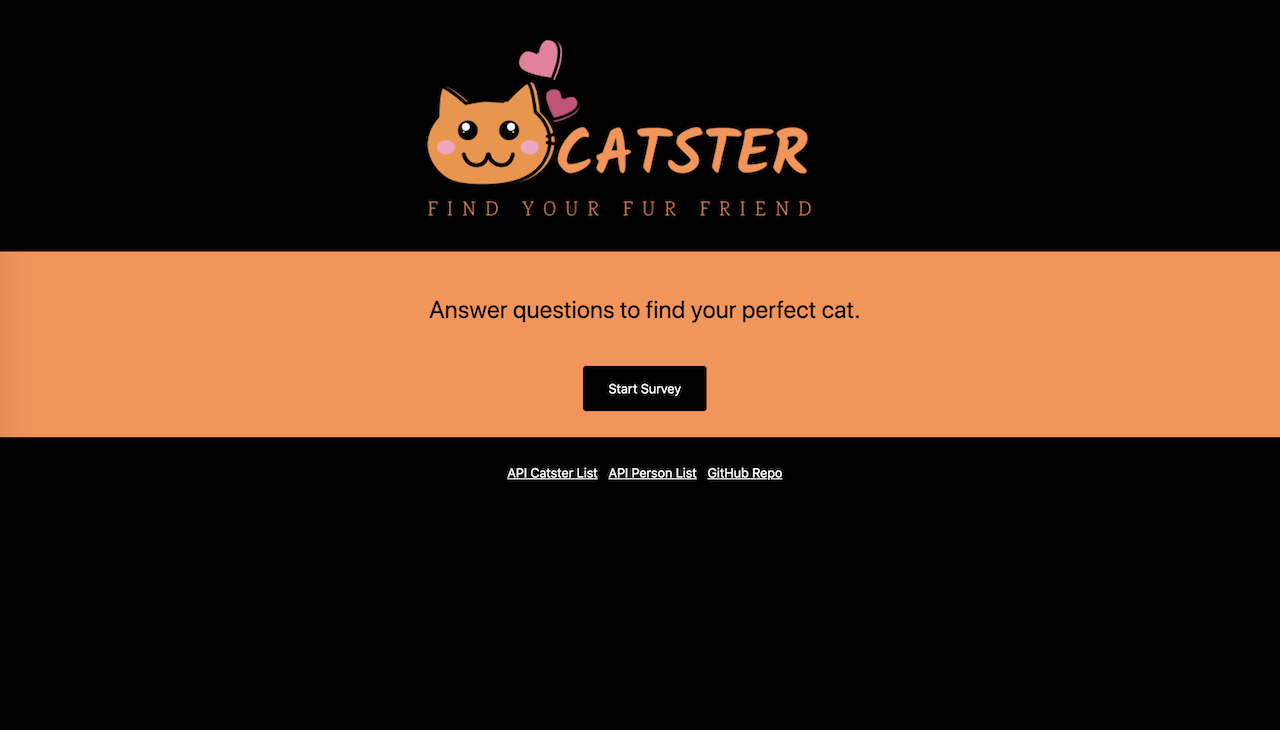 CATSTER
FIND YOUR FUR FRIEND
Answer questions to find your perfect cat.
Start Survey
API Catster List API Person List GitHub Repo